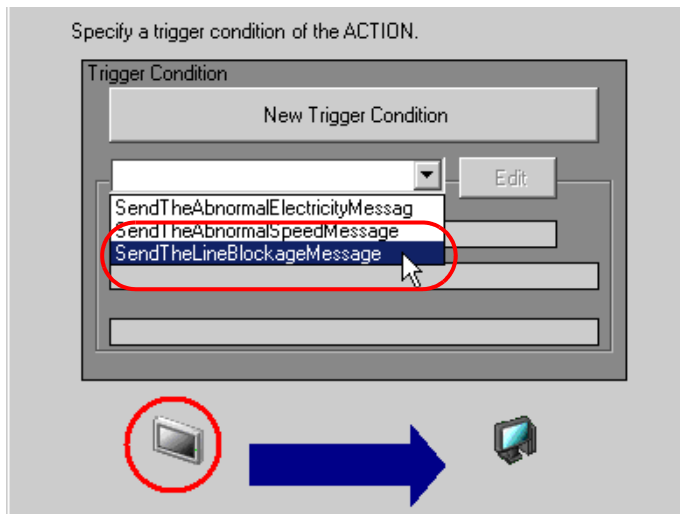 Specify a trigger condition of the ACTION.
Trigger Condition
New Trigger Condition
Edit
SendTheAbnormalElectricityMessag
SendTheAbnormalSpeedMessage
SendTheLineBlockageMessage